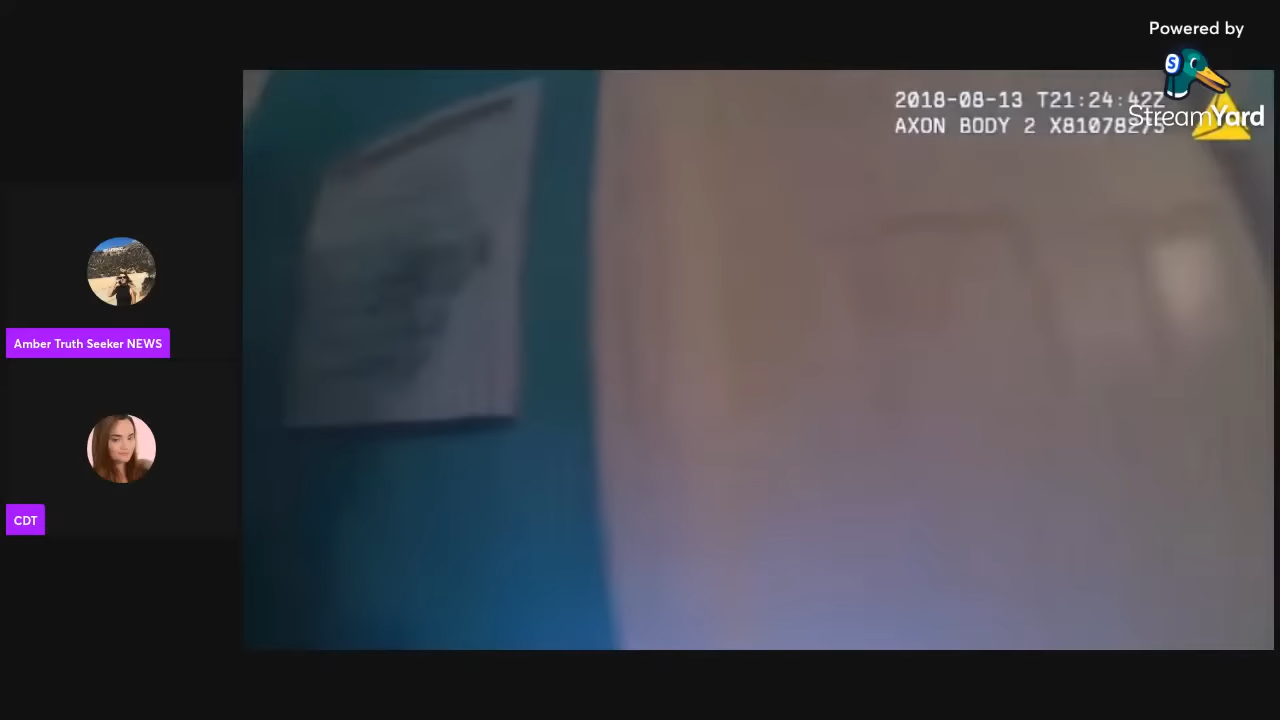 Powered by
S
StreamYard
2018-08-13 T21:24:42Z
AXON BODY 2 X81078275
Amber Truth Seeker NEWS
CDT